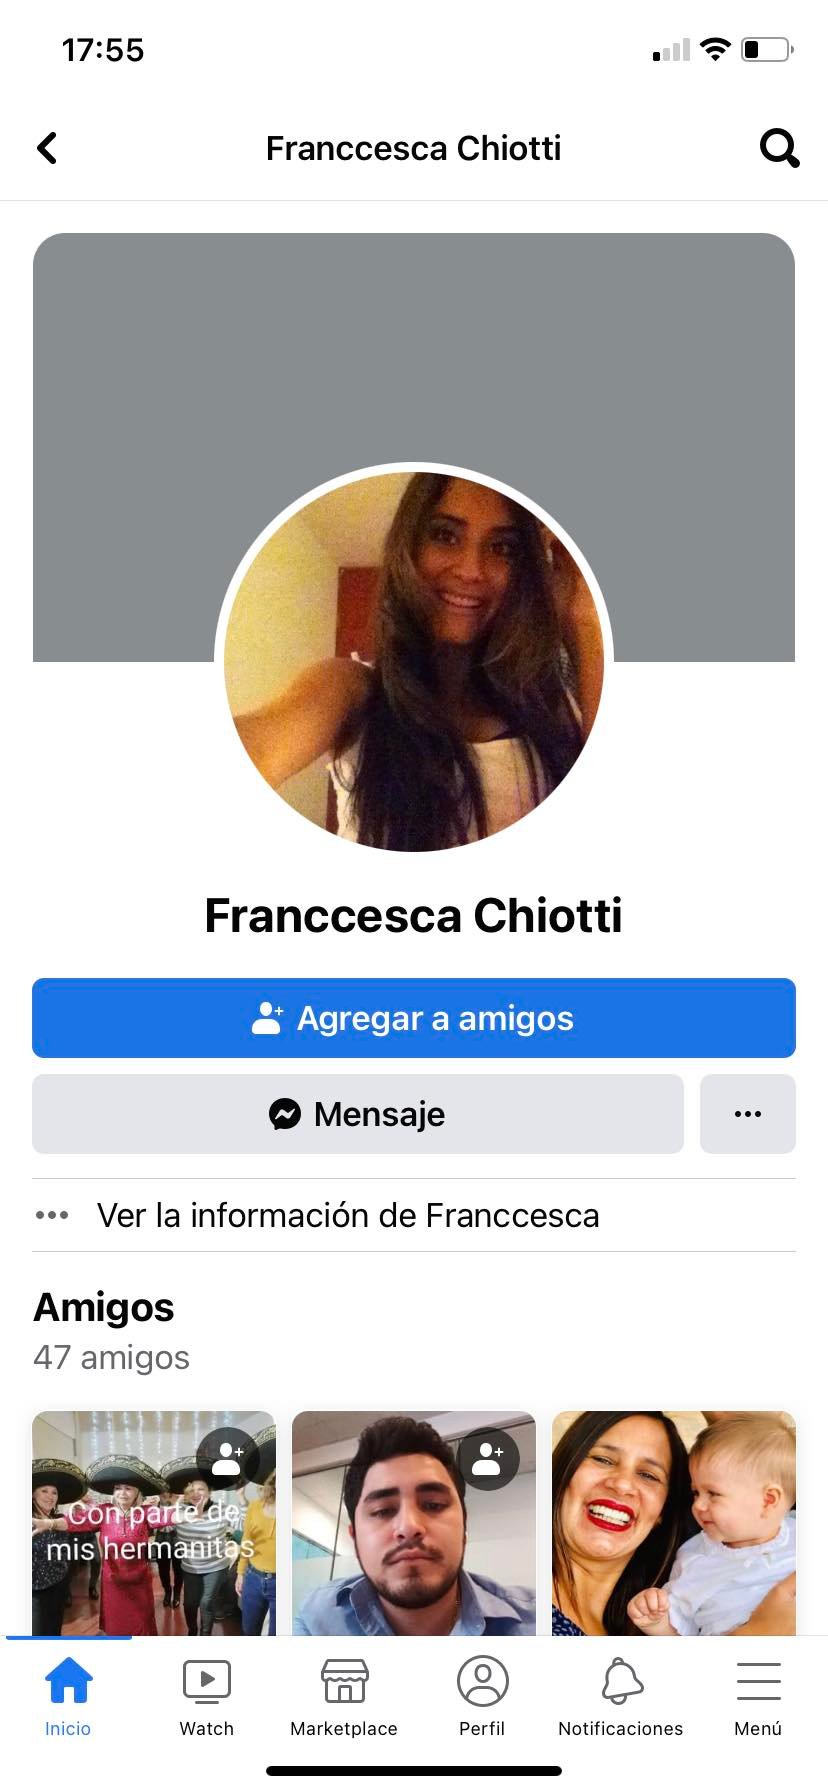 17:55
Franccesca Chiotti
Franccesca Chiotti
Agregar a amigos
Mensaje
Ver la información de Franccesca
Amigos
47 amigos
Con parte de
mis hermanitas
Inicio
Watch
Marketplace
Perfil
Notificaciones
Menú